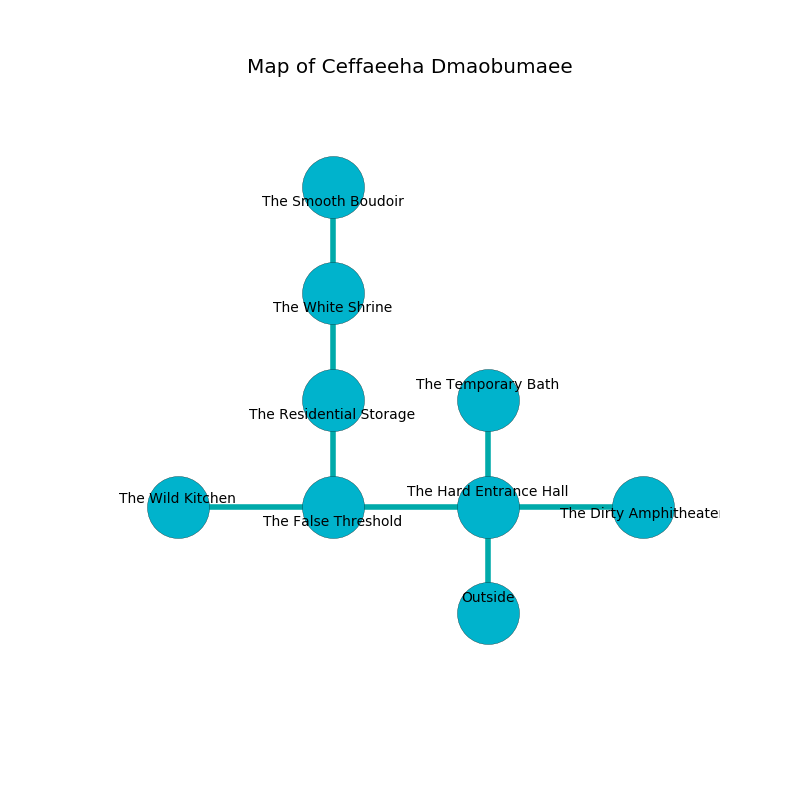 Map of Ceffaeeha Dmaobumaee
The Smooth Boudoir
The White Shrine
The Temporary Bath
The Residential Storage
The Hard Entrance Hall
The Wild Kitchen
The Dirty Amphitheater
The False Threshold
Outside